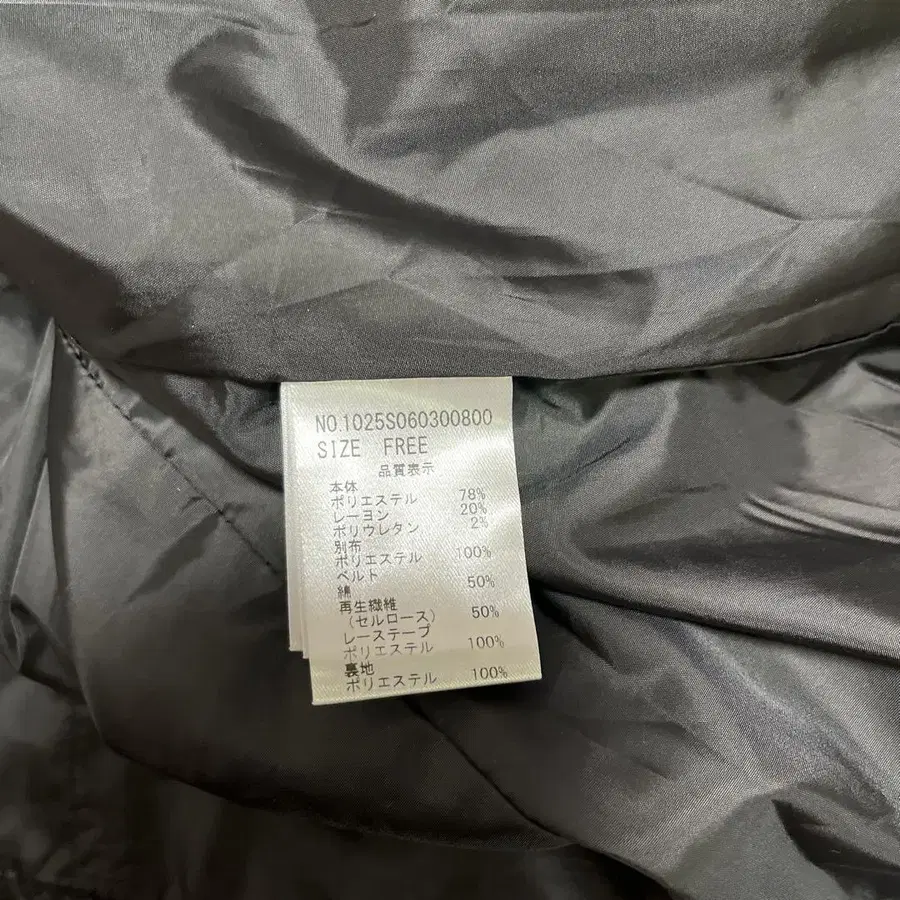 NO.1025S060300800
SIZE FREE
品質表示
本体
ポリエステル 78%
レーヨン 20%
ポリウレタン 2%
別布
ポリエステル 100%
ベルト
綿 50%
再生繊維
(セルロース) 50%
レーステープ
ポリエステル 100%
裏地
ポリエステル 100%